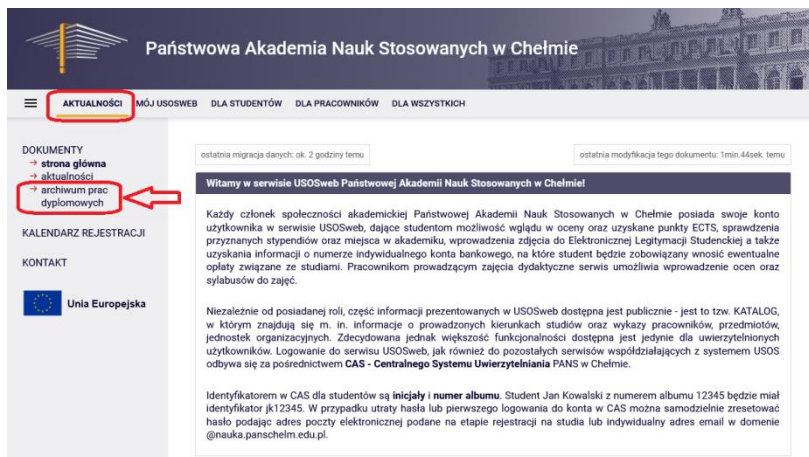 Państwowa Akademia Nauk Stosowanych w Chełmie
AKTUALNOŚCI MÓJ USOSWEB DLA STUDENTÓW DLA PRACOWNIKÓW DLA WSZYSTKICH
DOKUMENTY
→ strona główna
→ aktualności
→ archiwum prac
dyplomowych
KALENDARZ REJESTRACJI
KONTAKT
Unia Europejska
ostatnia migracja danych: ok. 2 godziny temu
ostatnia modyfikacja tego dokumentu: 1min.44sek. temu
Witamy w serwisie USOSweb Państwowej Akademii Nauk Stosowanych w Chełmie!
Każdy członek społeczności akademickiej Państwowej Akademii Nauk Stosowanych w Chełmie posiada swoje konto
użytkownika w serwisie USOSweb, dające studentom możliwość wglądu w oceny oraz uzyskane punkty ECTS, sprawdzenia
przyznanych stypendiów oraz miejsca w akademiku, wprowadzenia zdjęcia do Elektronicznej Legitymacji Studenckiej a także
uzyskania informacji o numerze indywidualnego konta bankowego, na które student będzie zobowiązany wnosić ewentualne
opłaty związane ze studiami. Pracownikom prowadzącym zajęcia dydaktyczne serwis umożliwia wprowadzenie ocen oraz
sylabusów do zajęć.
Niezależnie od posiadanej roli, część informacji prezentowanych w USOSweb dostępna jest publicznie - jest to tzw. KATALOG,
w którym znajdują się m. in. informacje o prowadzonych kierunkach studiów oraz wykazy pracowników, przedmiotów,
jednostek organizacyjnych. Zdecydowana jednak większość funkcjonalności dostępna jest jedynie dla uwierzytelnionych
użytkowników. Logowanie do serwisu USOSweb, jak również do pozostałych serwisów współdziałających z systemem USOS
odbywa się za pośrednictwem CAS - Centralnego Systemu Uwierzytelniania PANS w Chełmie.
Identyfikatorem w CAS dla studentów są inicjały i numer albumu. Student Jan Kowalski z numerem albumu 12345 będzie miał
identyfikator jk12345. W przypadku utraty hasła lub pierwszego logowania do konta w CAS można samodzielnie zresetować
hasło podając adres poczty elektronicznej podane na etapie rejestracji na studia lub indywidualny adres email w domenie
@nauka.panschelm.edu.pl.